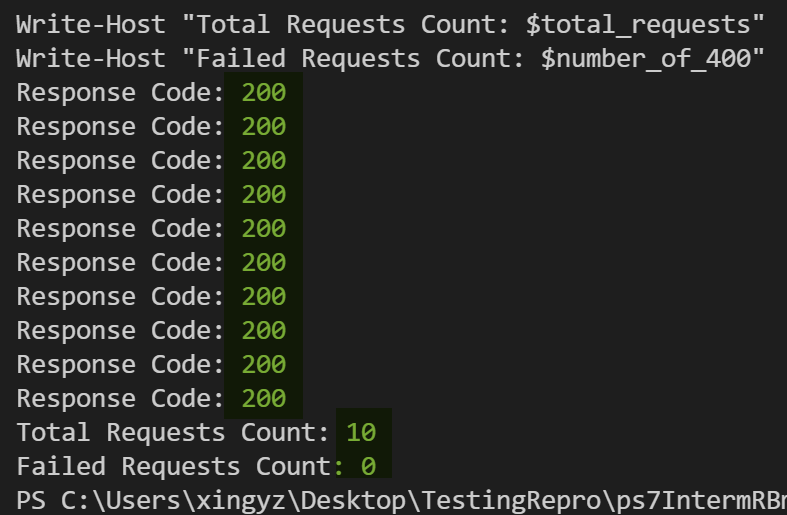 Write-Host "Total Requests Count: $total_requests"
Write-Host "Failed Requests Count: $number_of_400"
Response Code: 200
Response Code: 200
Response Code: 200
Response Code: 200
Response Code: 200
Response Code: 200
Response Code: 200
Response Code: 200
Response Code: 200
Response Code: 200
Total Requests Count: 10
Failed Requests Count: 0
PS C:\Users\xingyz\Desktop\TestingRepro\ps7IntermRB